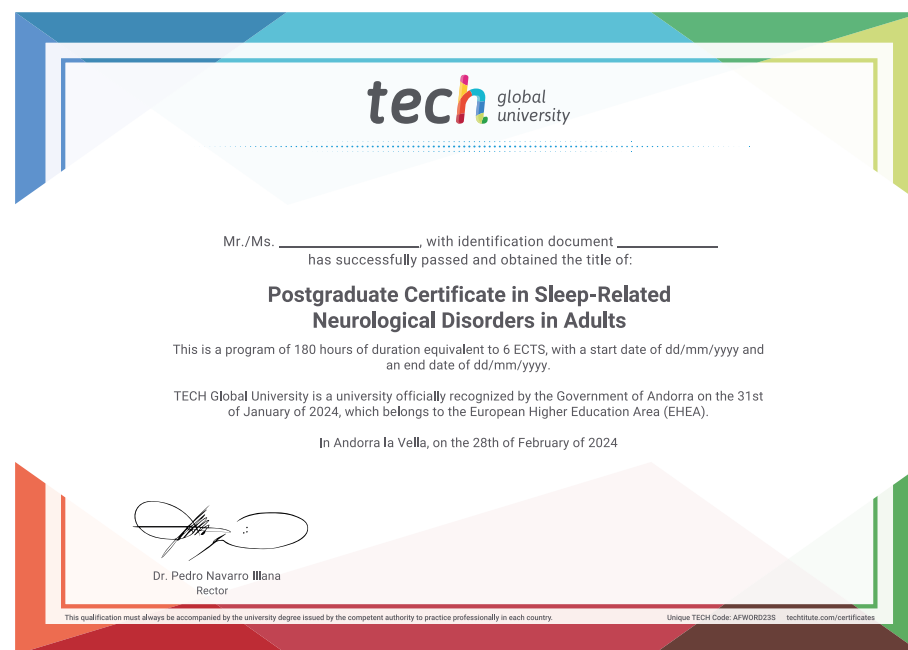 tech global
university
Mr./Ms. ____________, with identification document ____________
has successfully passed and obtained the title of:
Postgraduate Certificate in Sleep-Related
Neurological Disorders in Adults
This is a program of 180 hours of duration equivalent to 6 ECTS, with a start date of dd/mm/yyyy and
an end date of dd/mm/yyyy.
TECH Global University is a university officially recognized by the Government of Andorra on the 31st
of January of 2024, which belongs to the European Higher Education Area (EHEA).
In Andorra la Vella, on the 28th of February of 2024
Dr. Pedro Navarro Illana
Rector
This qualification must always be accompanied by the university degree issued by the competent authority to practice professionally in each country. Unique TECH Code: AFWORD23S techtitute.com/certificates